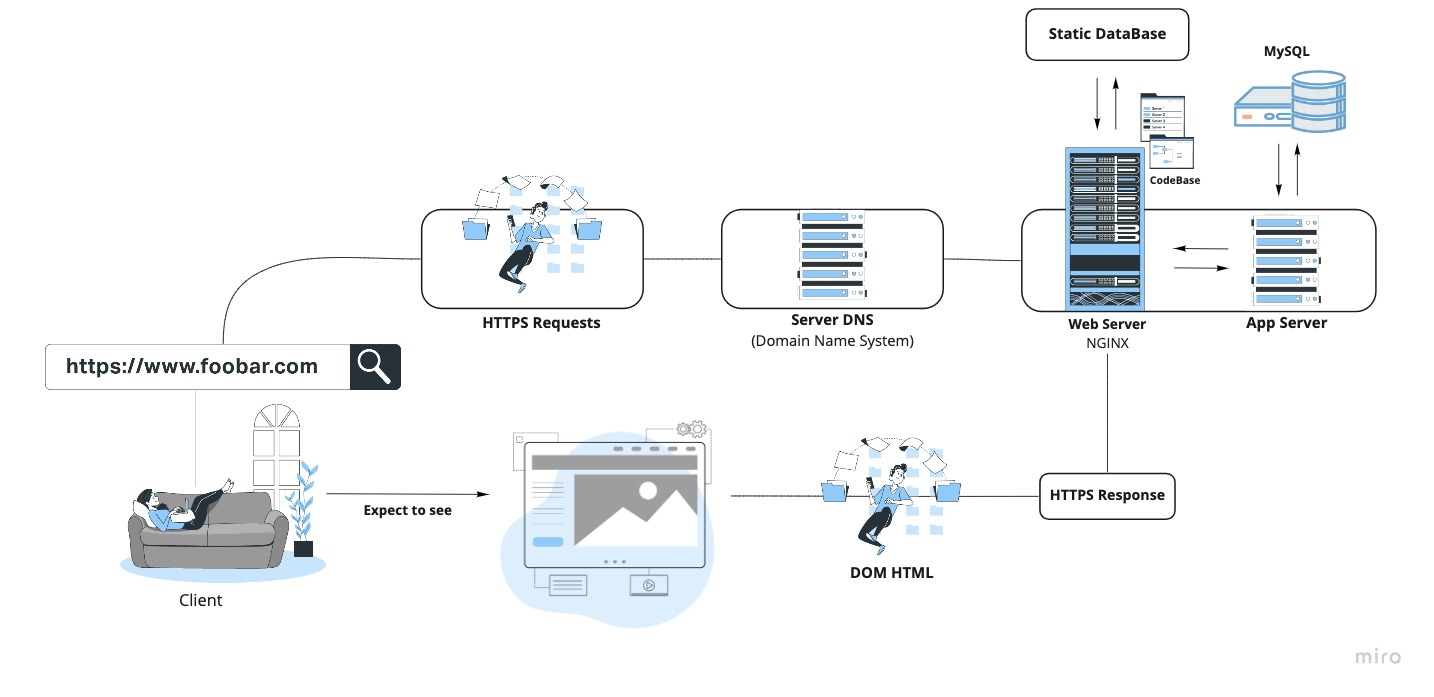 Static DataBase
MySQL
Server 1
Server 2
Server 3
Server 4
CodeBase
HTTPS Requests
Server DNS
(Domain Name System)
Web Server
NGINX
App Server
https://www.foobar.com
Expect to see
HTTPS Response
DOM HTML
Client
miro